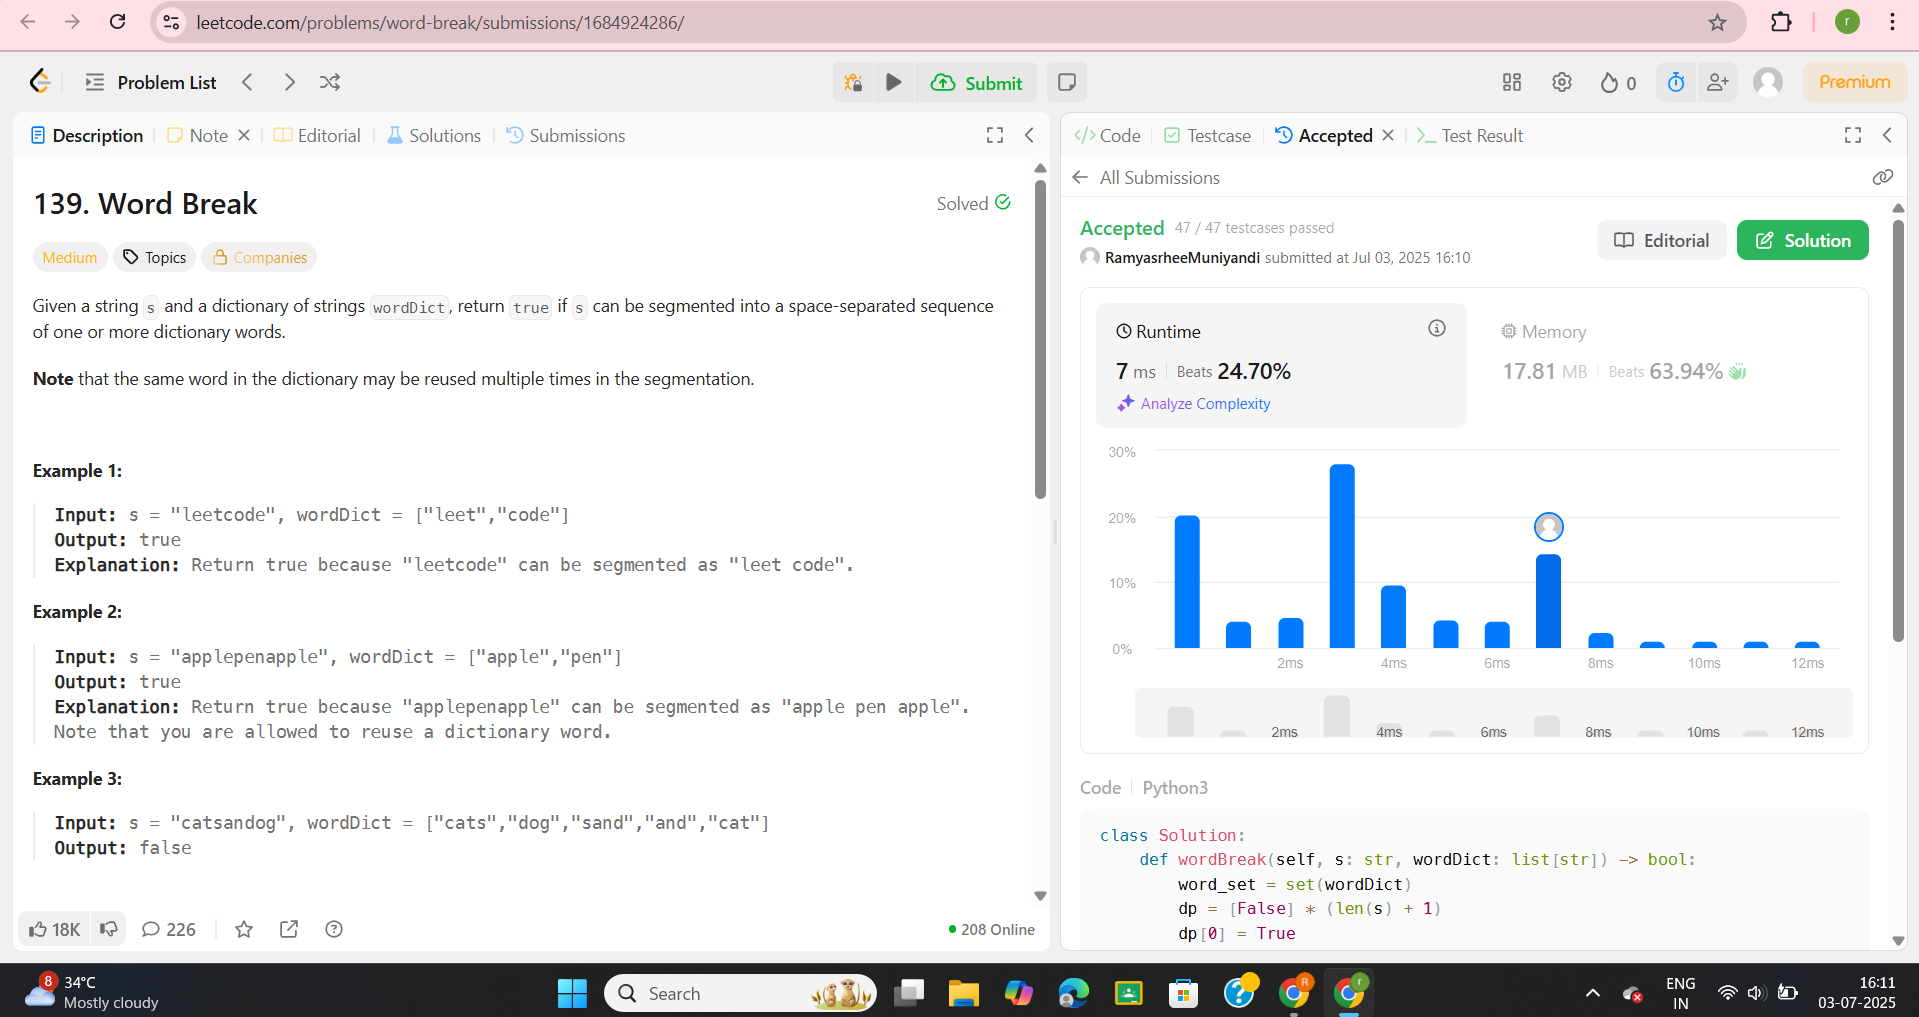 leetcode.com/problems/word-break/submissions/1684924286/
r
Problem List
Submit
0
Premium
Description
Note
Editorial
Solutions
Submissions
139. Word Break
Solved
Medium
Topics
Companies
Given a string s and a dictionary of strings wordDict, return true if s can be segmented into a space-separated sequence
of one or more dictionary words.
Note that the same word in the dictionary may be reused multiple times in the segmentation.
Example 1:
Input: s = "leetcode", wordDict = ["leet","code"]
Output: true
Explanation: Return true because "leetcode" can be segmented as "leet code".
Example 2:
Input: s = "applepenapple", wordDict = ["apple","pen"]
Output: true
Explanation: Return true because "applepenapple" can be segmented as "apple pen apple".
Note that you are allowed to reuse a dictionary word.
Example 3:
Input: s = "catsandog", wordDict = ["cats","dog","sand","and","cat"]
Output: false
18K
226
208 Online
</> Code
Testcase
Accepted
Test Result
All Submissions
Accepted 47 / 47 testcases passed
RamyasrheeMuniyandi submitted at Jul 03, 2025 16:10
Editorial
Solution
Runtime
7 ms | Beats 24.70%
Analyze Complexity
Memory
17.81 MB | Beats 63.94%
30%
20%
10%
0%
2ms 4ms 6ms 8ms 10ms 12ms
2ms 4ms 6ms 8ms 10ms 12ms
Code | Python3
class Solution:
def wordBreak(self, s: str, wordDict: list[str]) -> bool:
word_set = set(wordDict)
dp = [False] * (len(s) + 1)
dp[0] = True
8
34°C
Mostly cloudy
Search
R
r
ENG
IN
16:11
03-07-2025